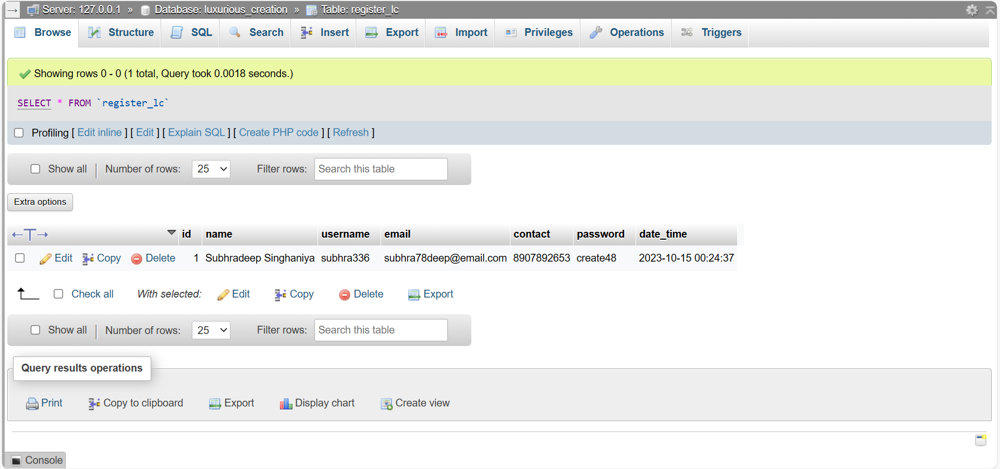 Server: 127.0.0.1 » Database: luxurious_creation » Table: register_lc
Browse Structure SQL Search Insert Export Import Privileges Operations Triggers
Showing rows 0 - 0 (1 total, Query took 0.0018 seconds.)
SELECT * FROM `register_lc`
Profiling [ Edit inline ] [ Edit ] [ Explain SQL ] [ Create PHP code ] [ Refresh ]
Show all | Number of rows: 25 Filter rows: Search this table
Extra options
id name username email contact password date_time
Edit Copy Delete 1 Subhradeep Singhaniya subhra336 subhra78deep@email.com 8907892653 create48 2023-10-15 00:24:37
Check all With selected: Edit Copy Delete Export
Show all | Number of rows: 25 Filter rows: Search this table
Query results operations
Print Copy to clipboard Export Display chart Create view
Console